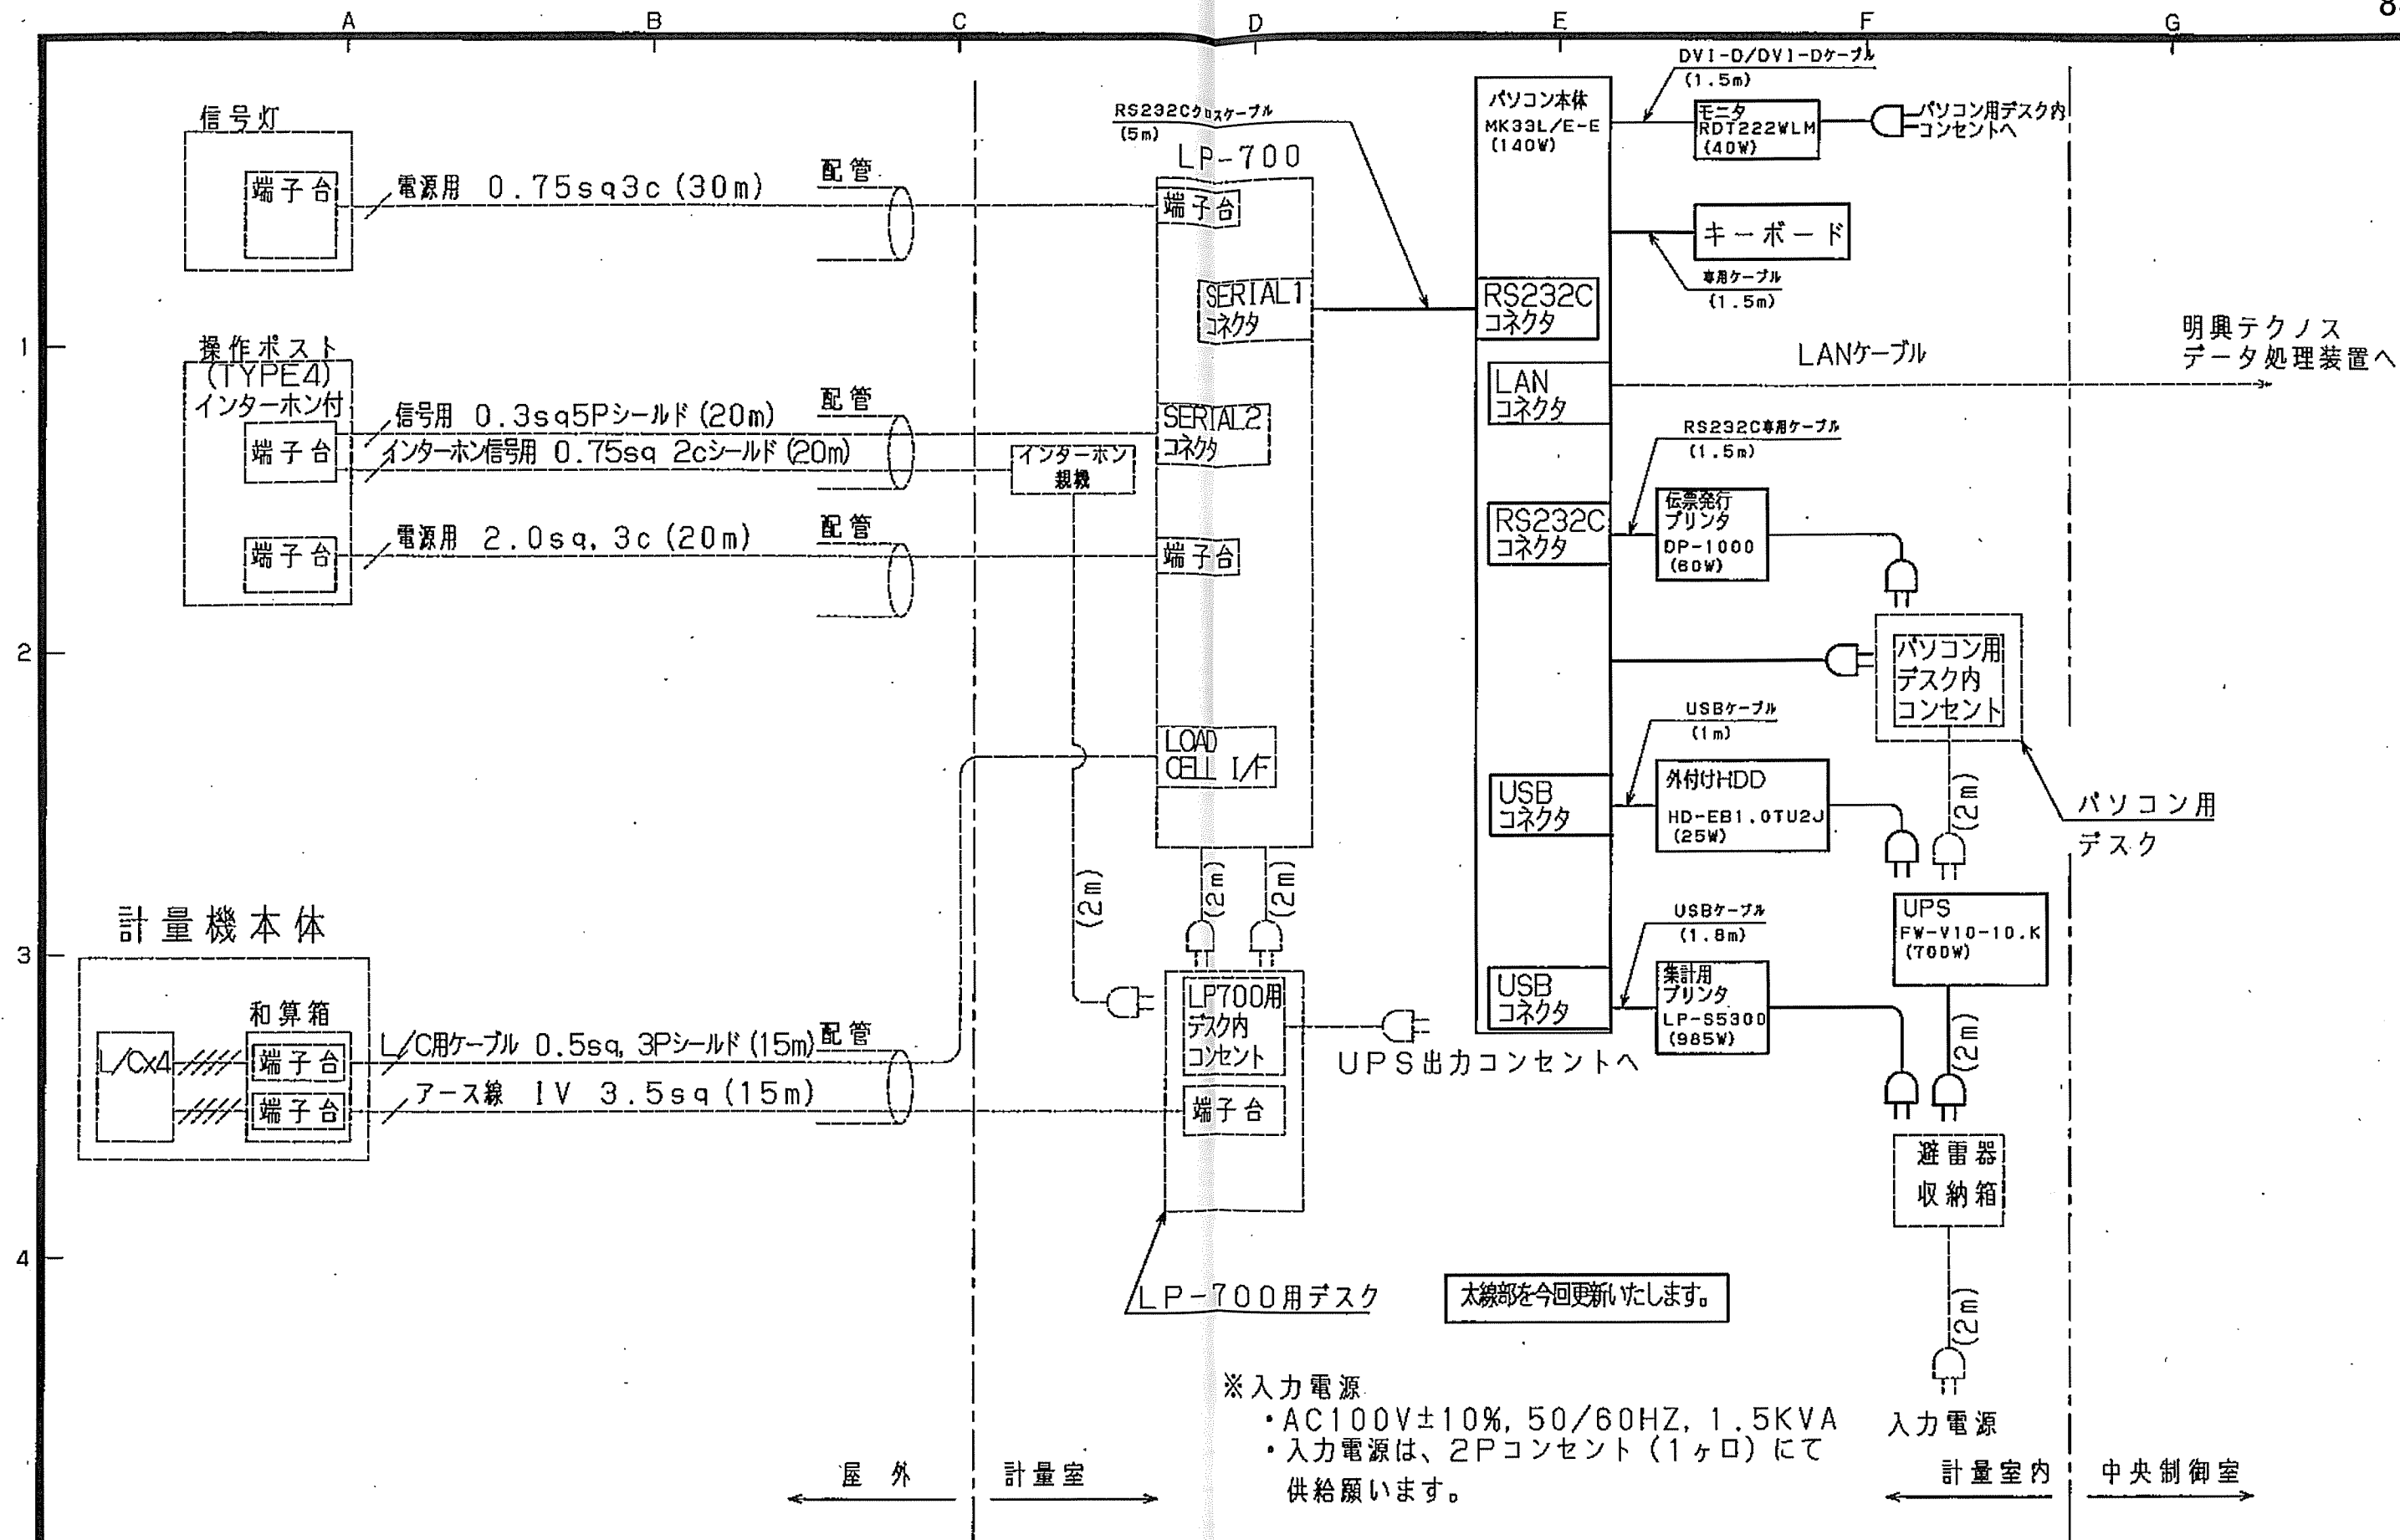 A
B
C
D
E
F
G
8
1
2
3
4
信号灯
端子台
電源用 0.75sq3c(30m)
配管
操作ポスト
(TYPE4)
インターホン付
端子台
信号用 0.3sq5Pシールド(20m)
インターホン信号用 0.75sq 2cシールド(20m)
配管
端子台
電源用 2.0sq, 3c(20m)
配管
インターホン
親機
(2m)
計量機本体
L/C×4
和算箱
端子台
端子台
L/C用ケーブル 0.5sq, 3Pシールド(15m)
アース線 IV 3.5sq(15m)
配管
LP-700
端子台
SERIAL1
コネクタ
SERIAL2
コネクタ
端子台
LOAD
CELL I/F
(2m)
(2m)
LP700用
デスク内
コンセント
端子台
UPS出力コンセントへ
LP-700用デスク
RS232Cクロスケーブル
(5m)
パソコン本体
MK33L/E-E
(140W)
RS232C
コネクタ
LAN
コネクタ
RS232C
コネクタ
USB
コネクタ
USB
コネクタ
DVI-D/DVI-Dケーブル
(1.5m)
モニタ
RDT222WLM
(40W)
パソコン用デスク内
コンセントへ
キーボード
専用ケーブル
(1.5m)
LANケーブル
明興テクノス
データ処理装置へ
RS232C専用ケーブル
(1.5m)
伝票発行
プリンタ
DP-1000
(60W)
パソコン用
デスク内
コンセント
(2m)
パソコン用
デスク
USBケーブル
(1m)
外付けHDD
HD-EB1.0TU2J
(25W)
USBケーブル
(1.8m)
集計用
プリンタ
LP-S5300
(985W)
UPS
FW-V10-10.K
(700W)
(2m)
避雷器
収納箱
(2m)
入力電源
太線部を今回更新いたします。
※入力電源
・AC100V±10%, 50/60HZ, 1.5KVA
・入力電源は、2Pコンセント(1ヶ口)にて
供給願います。
屋外
計量室
計量室内
中央制御室